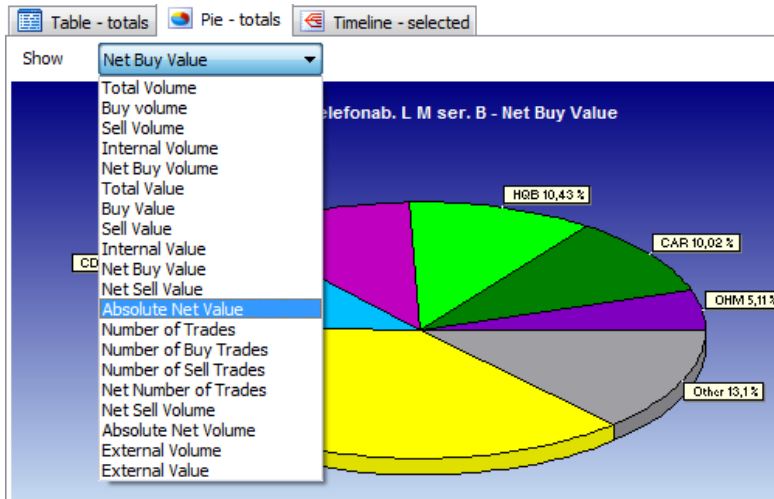 Table - totals
Pie - totals
Timeline - selected
Show
Net Buy Value
Total Volume
Buy volume
Sell Volume
Internal Volume
Net Buy Volume
Total Value
Buy Value
Sell Value
Internal Value
Net Buy Value
Net Sell Value
Absolute Net Value
Number of Trades
Number of Buy Trades
Number of Sell Trades
Net Number of Trades
Net Sell Volume
Absolute Net Volume
External Volume
External Value
elefonab. L M ser. B - Net Buy Value
HQB 10,43 %
CAR 10,02 %
OHM 5,11 %
Other 13,1 %
CD